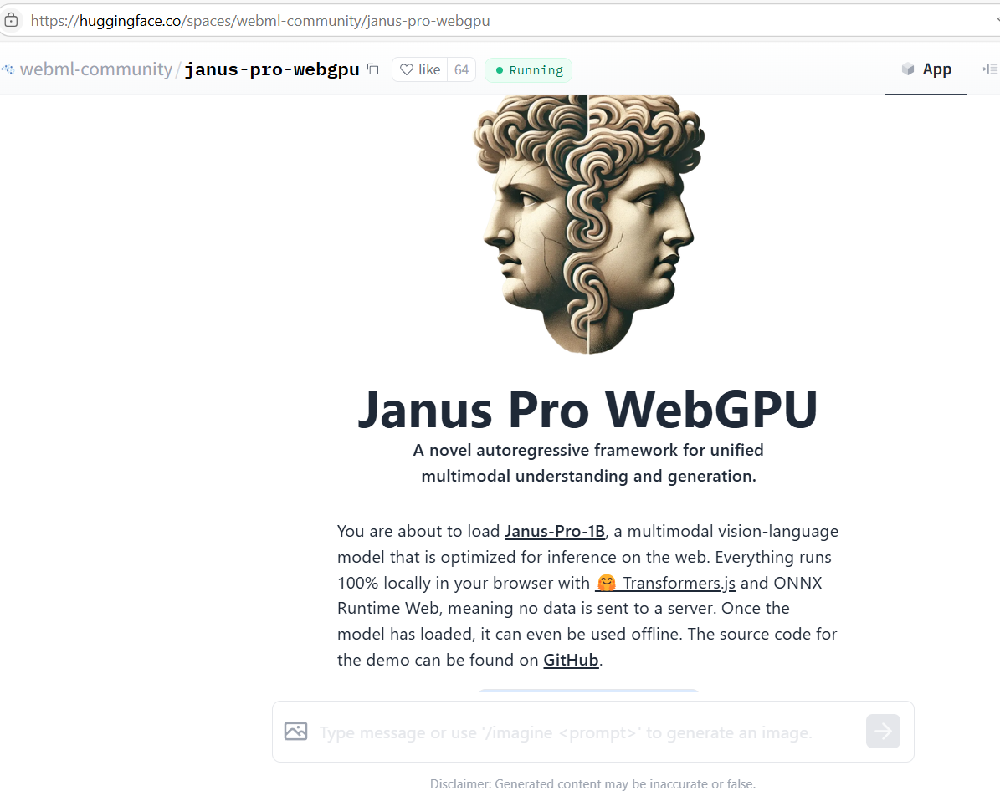 https://huggingface.co/spaces/webml-community/janus-pro-webgpu
webml-community/janus-pro-webgpu like 64 Running App
Janus Pro WebGPU
A novel autoregressive framework for unified
multimodal understanding and generation.
You are about to load Janus-Pro-1B, a multimodal vision-language
model that is optimized for inference on the web. Everything runs
100% locally in your browser with 🤗 Transformers.js and ONNX
Runtime Web, meaning no data is sent to a server. Once the
model has loaded, it can even be used offline. The source code for
the demo can be found on GitHub.
Type message or use '/imagine <prompt>' to generate an image.
Disclaimer: Generated content may be inaccurate or false.